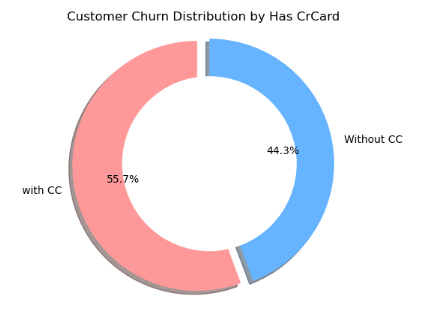 Customer Churn Distribution by Has CrCard
Without CC
44.3%
55.7%
with CC